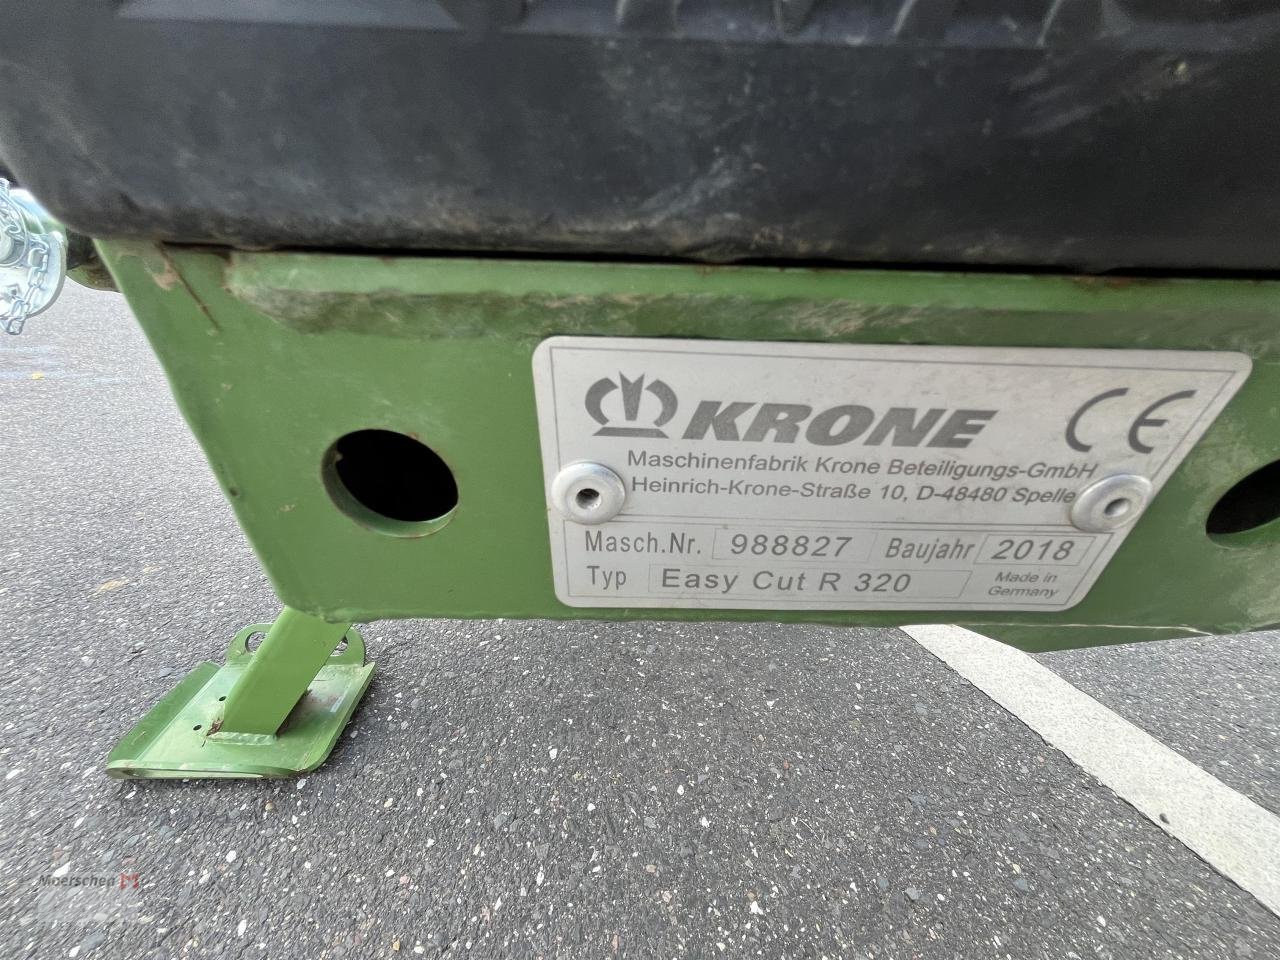 KRONE CE
Maschinenfabrik Krone Beteiligungs-GmbH
Heinrich-Krone-Straße 10, D-48480 Spelle
Masch.Nr. 988827 Baujahr 2018
Typ Easy Cut R 320 Made in
Germany
Moerschen